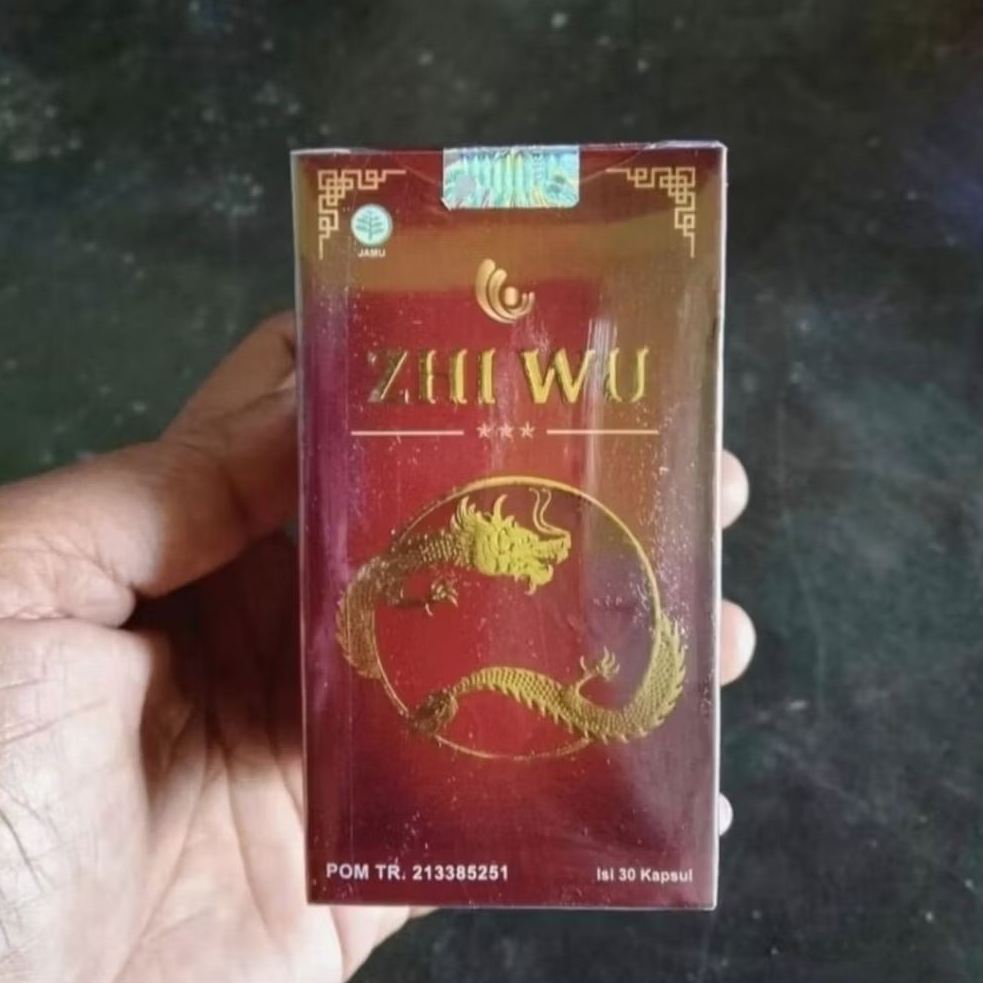 JAMU
ZHI WU
POM TR. 213385251
Isi 30 Kapsul